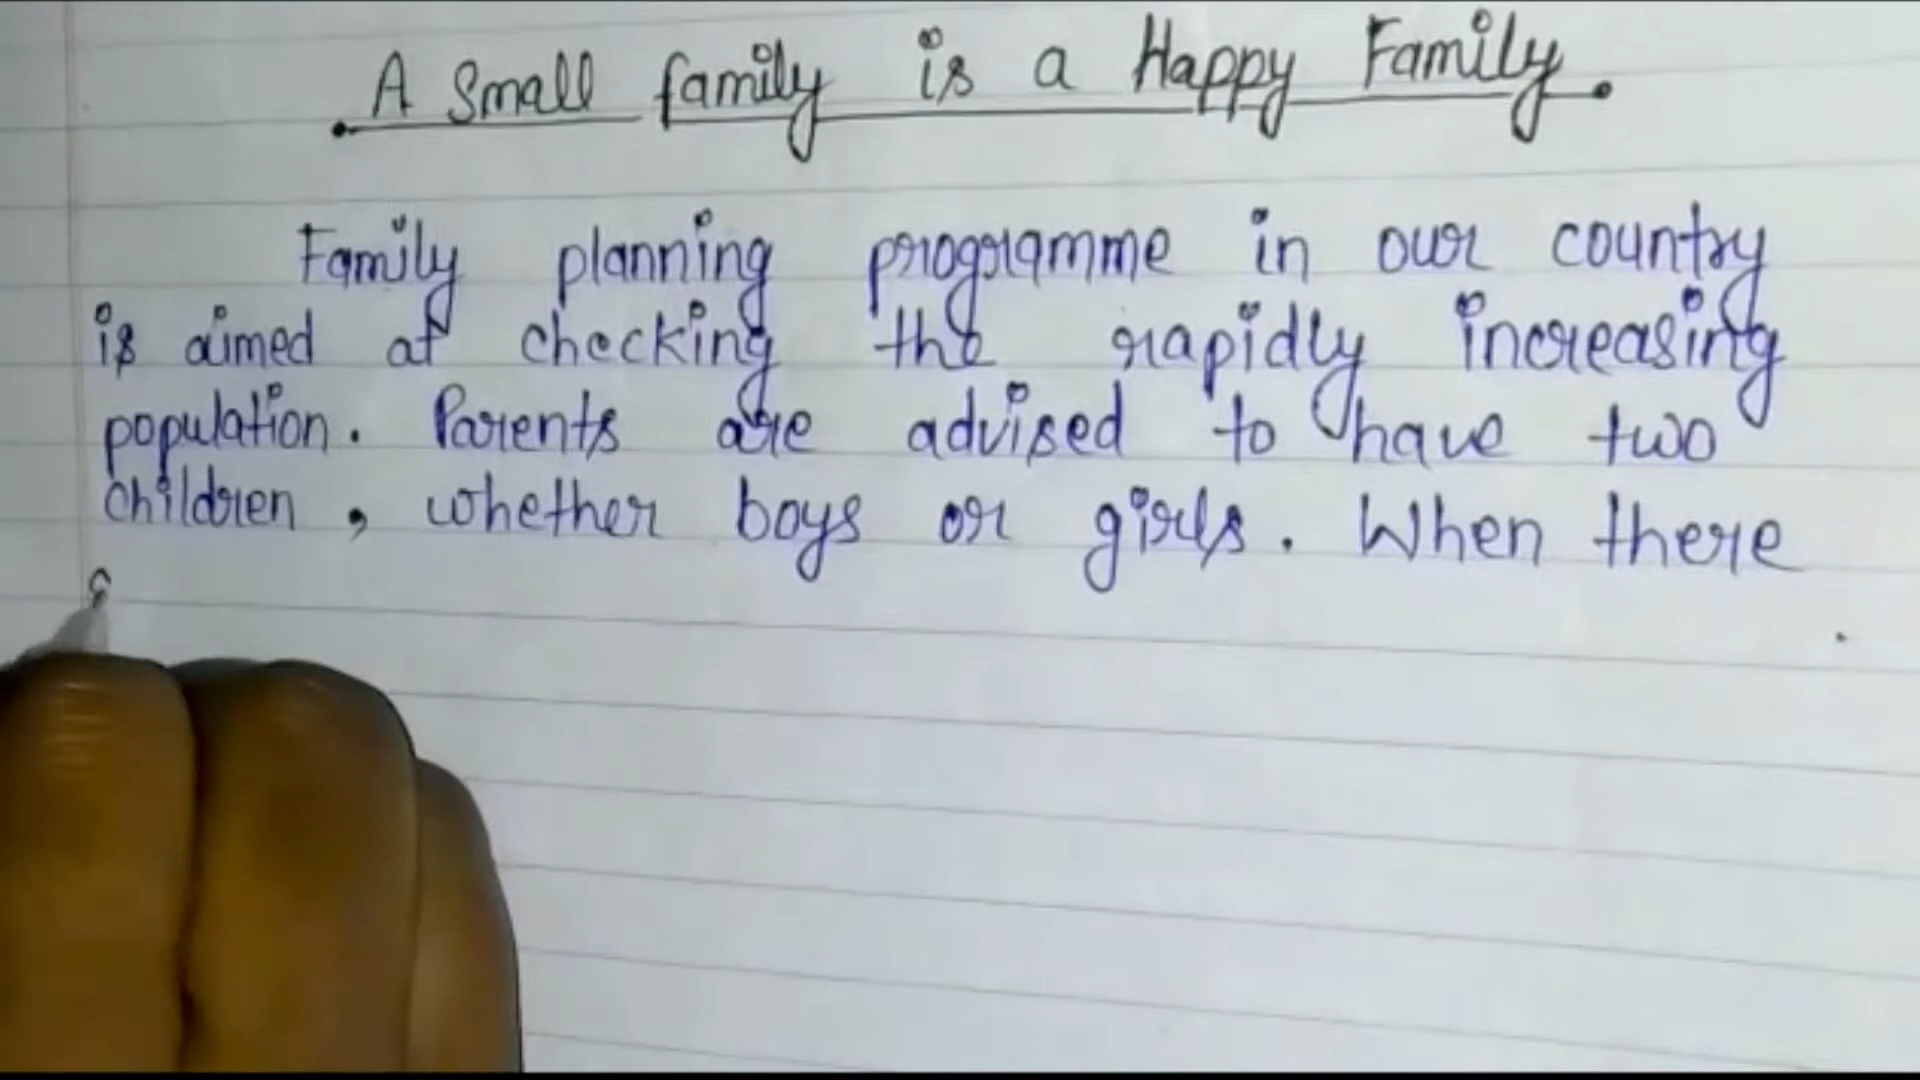 A Small family is a Happy Family.
Family planning programme in our country
is aimed at checking the rapidly increasing
population. Parents are advised to have two
children, whether boys or girls. When there